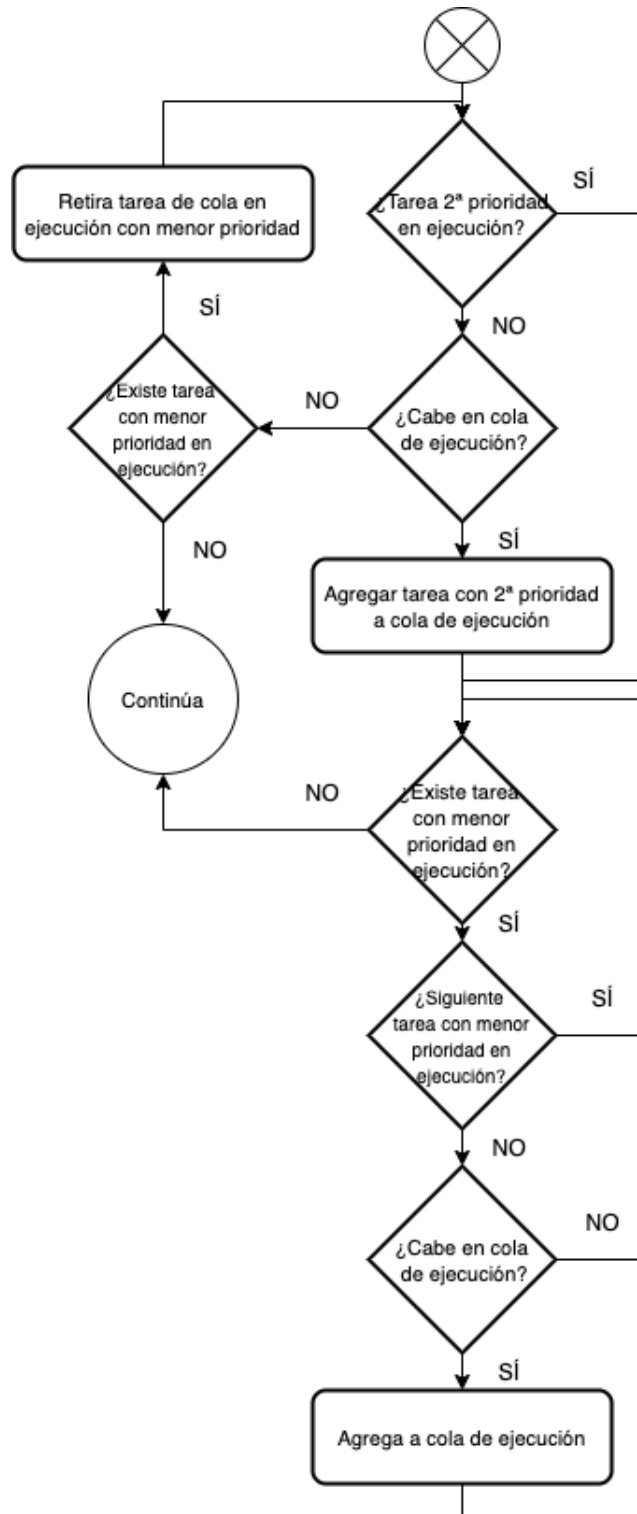 ¿Tarea 2ª prioridad
en ejecución?
SÍ
Retira tarea de cola en
ejecución con menor prioridad
SÍ
NO
¿Existe tarea
con menor
prioridad en
ejecución?
NO
¿Cabe en cola
de ejecución?
NO
SÍ
Agregar tarea con 2ª prioridad
a cola de ejecución
Continúa
NO
¿Existe tarea
con menor
prioridad en
ejecución?
SÍ
¿Siguiente
tarea con menor
prioridad en
ejecución?
SÍ
NO
¿Cabe en cola
de ejecución?
NO
SÍ
Agrega a cola de ejecución